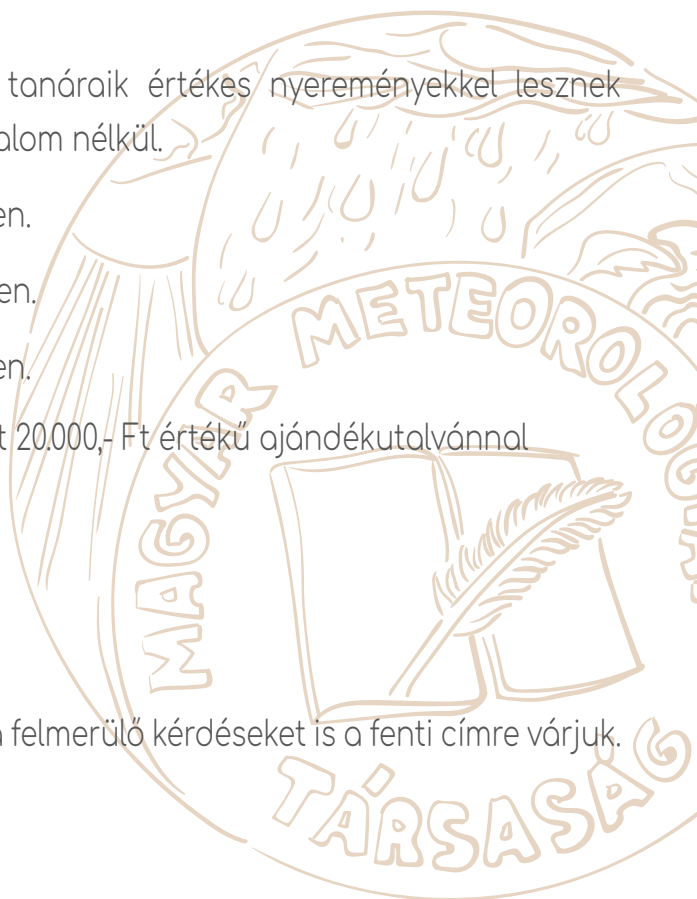 tanáraik értékes nyereményekkel lesznek
alom nélkül.
en.
en.
en.
t 20.000,- Ft értékű ajándékutalvánnal
a felmerülő kérdéseket is a fenti címre várjuk.
MAGYAR METEOROLÓGIAI
TÁRSASÁG